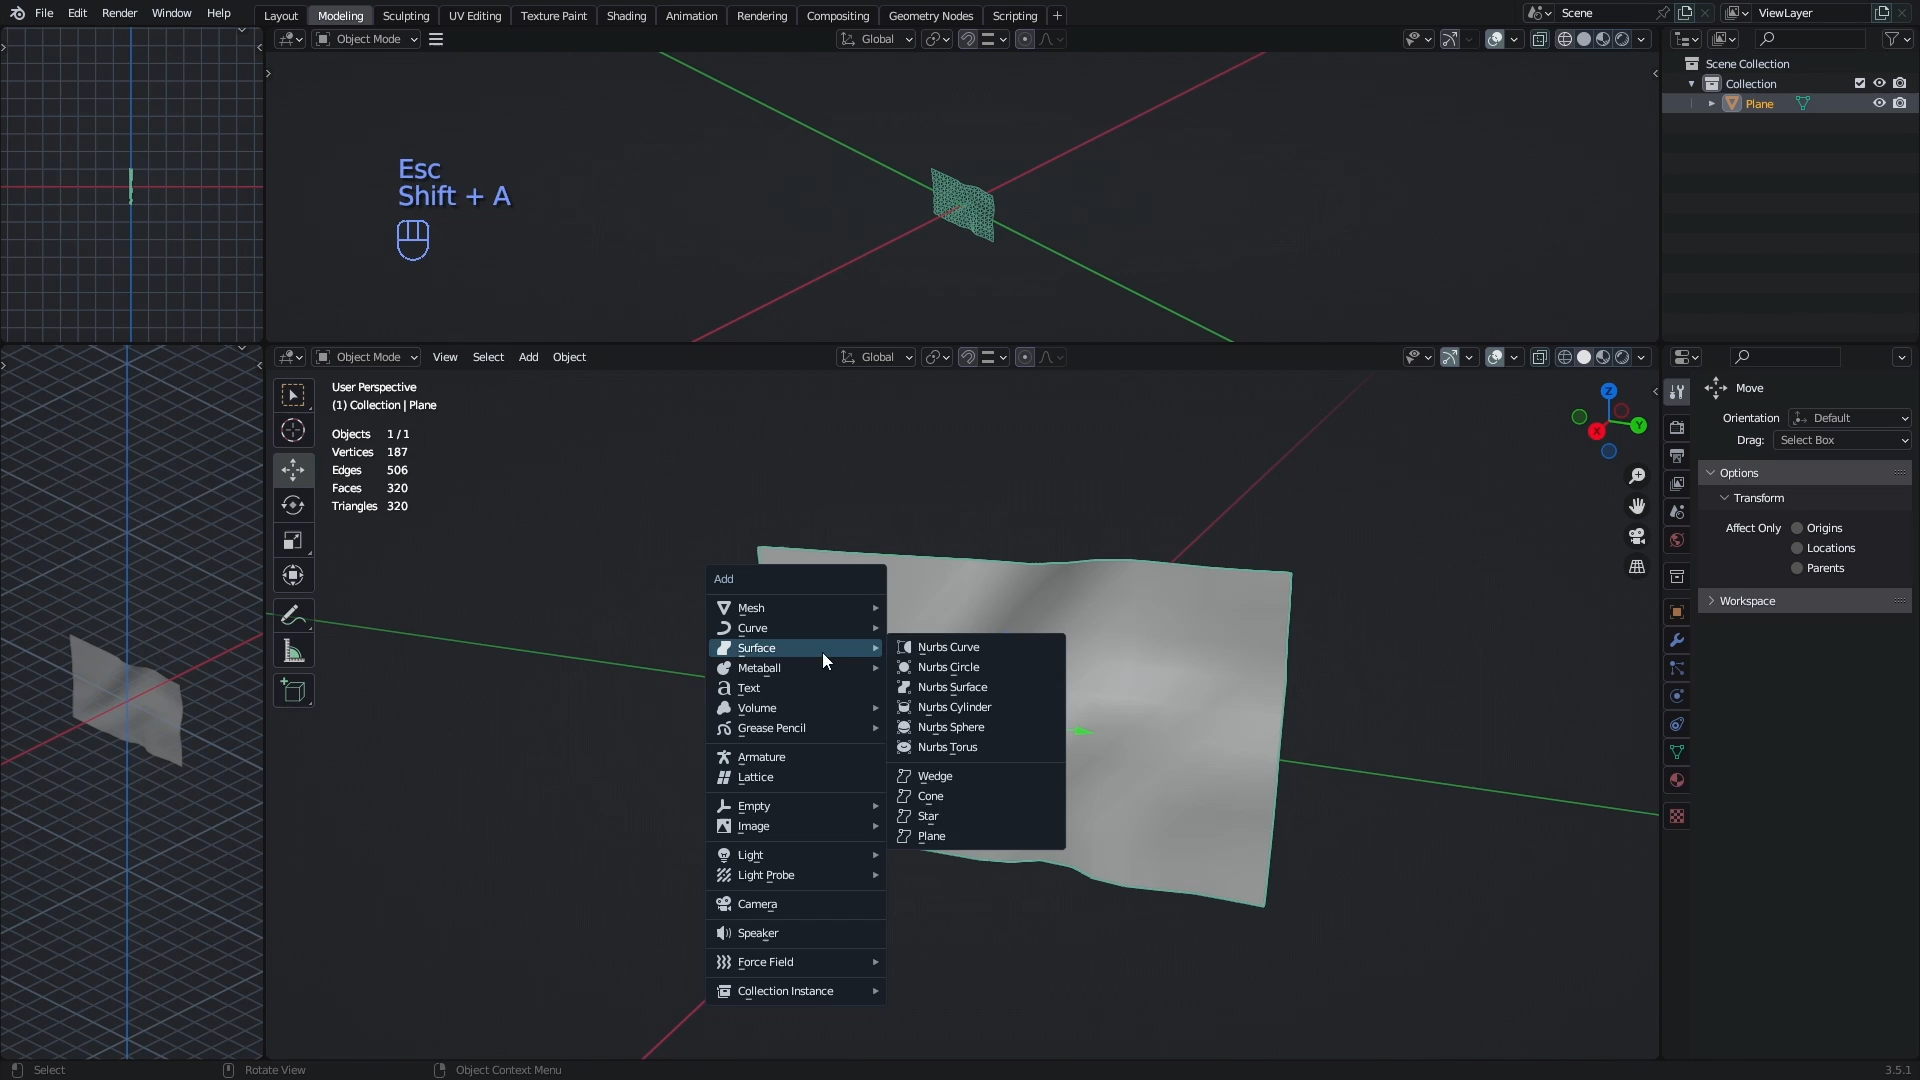 File Edit Render Window Help
Layout Modeling Sculpting UV Editing Texture Paint Shading Animation Rendering Compositing Geometry Nodes Scripting +
Scene
ViewLayer
Object Mode
Global
Scene Collection
Collection
Plane
Esc
Shift + A
Object Mode View Select Add Object
Global
User Perspective
(1) Collection | Plane
Objects 1/1
Vertices 187
Edges 506
Faces 320
Triangles 320
Z
Y
X
Add
Mesh
Curve
Surface
Metaball
Text
Volume
Grease Pencil
Armature
Lattice
Empty
Image
Light
Light Probe
Camera
Speaker
Force Field
Collection Instance
Nurbs Curve
Nurbs Circle
Nurbs Surface
Nurbs Cylinder
Nurbs Sphere
Nurbs Torus
Wedge
Cone
Star
Plane
Move
Orientation Default
Drag: Select Box
Options
Transform
Affect Only Origins
Locations
Parents
Workspace
Select
Rotate View
Object Context Menu
3.5.1